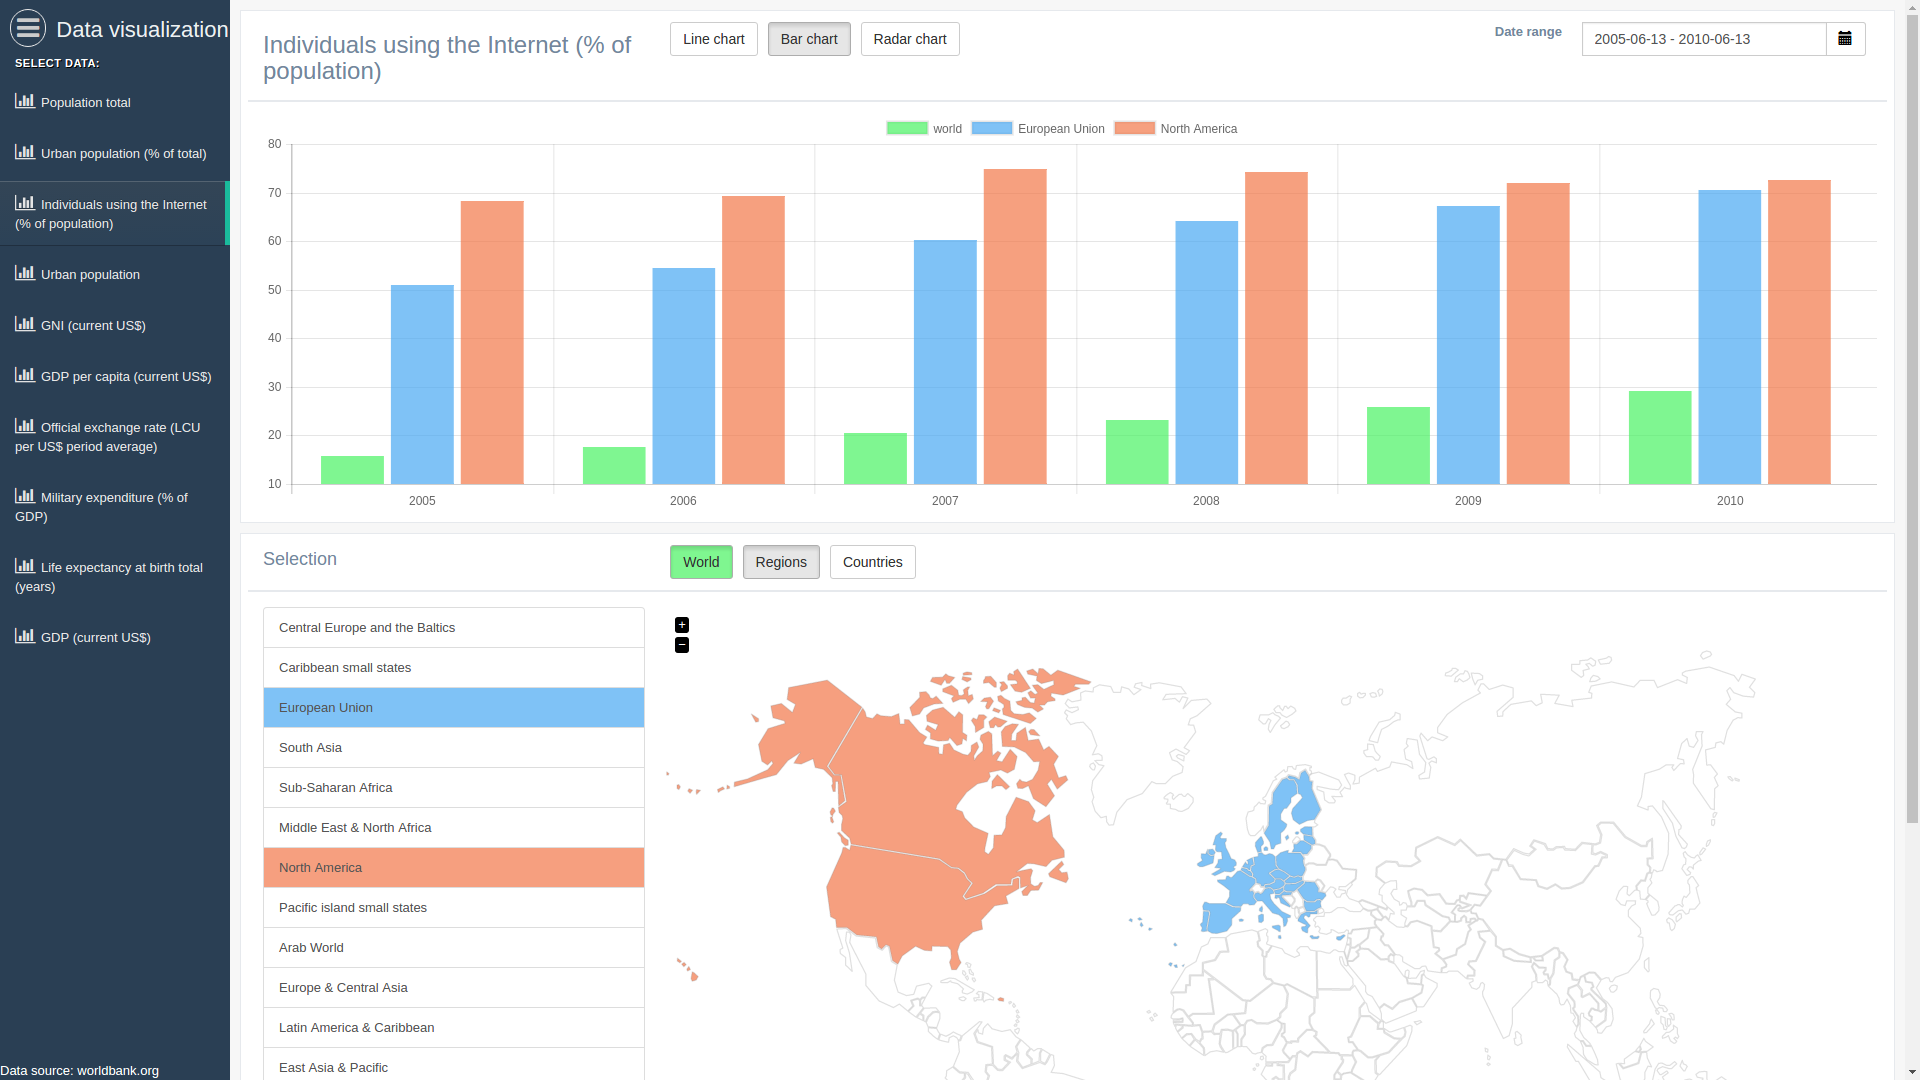 Data visualization
SELECT DATA:
Population total
Urban population (% of total)
Individuals using the Internet
(% of population)
Urban population
GNI (current US$)
GDP per capita (current US$)
Official exchange rate (LCU
per US$ period average)
Military expenditure (% of
GDP)
Life expectancy at birth total
(years)
GDP (current US$)
Data source: worldbank.org
Individuals using the Internet (% of
population)
Line chart
Bar chart
Radar chart
Date range
2005-06-13 - 2010-06-13
world
European Union
North America
80
70
60
50
40
30
20
10
2005
2006
2007
2008
2009
2010
Selection
World
Regions
Countries
Central Europe and the Baltics
Caribbean small states
European Union
South Asia
Sub-Saharan Africa
Middle East & North Africa
North America
Pacific island small states
Arab World
Europe & Central Asia
Latin America & Caribbean
East Asia & Pacific
+
−